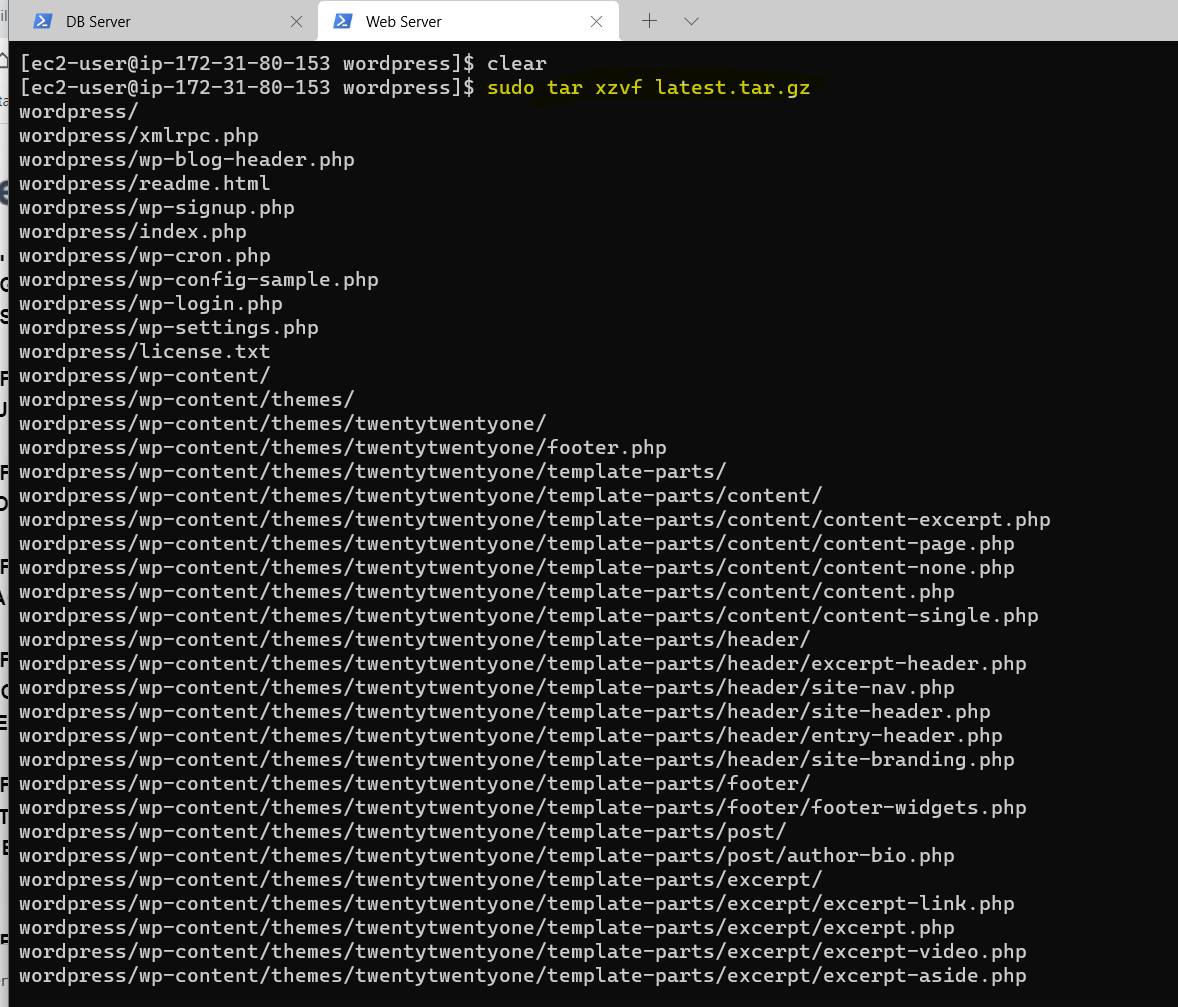 DB Server
Web Server
[ec2-user@ip-172-31-80-153 wordpress]$ clear
[ec2-user@ip-172-31-80-153 wordpress]$ sudo tar xzvf latest.tar.gz
wordpress/
wordpress/xmlrpc.php
wordpress/wp-blog-header.php
wordpress/readme.html
wordpress/wp-signup.php
wordpress/index.php
wordpress/wp-cron.php
wordpress/wp-config-sample.php
wordpress/wp-login.php
wordpress/wp-settings.php
wordpress/license.txt
wordpress/wp-content/
wordpress/wp-content/themes/
wordpress/wp-content/themes/twentytwentyone/
wordpress/wp-content/themes/twentytwentyone/footer.php
wordpress/wp-content/themes/twentytwentyone/template-parts/
wordpress/wp-content/themes/twentytwentyone/template-parts/content/
wordpress/wp-content/themes/twentytwentyone/template-parts/content/content-excerpt.php
wordpress/wp-content/themes/twentytwentyone/template-parts/content/content-page.php
wordpress/wp-content/themes/twentytwentyone/template-parts/content/content-none.php
wordpress/wp-content/themes/twentytwentyone/template-parts/content/content.php
wordpress/wp-content/themes/twentytwentyone/template-parts/content/content-single.php
wordpress/wp-content/themes/twentytwentyone/template-parts/header/
wordpress/wp-content/themes/twentytwentyone/template-parts/header/excerpt-header.php
wordpress/wp-content/themes/twentytwentyone/template-parts/header/site-nav.php
wordpress/wp-content/themes/twentytwentyone/template-parts/header/site-header.php
wordpress/wp-content/themes/twentytwentyone/template-parts/header/entry-header.php
wordpress/wp-content/themes/twentytwentyone/template-parts/header/site-branding.php
wordpress/wp-content/themes/twentytwentyone/template-parts/footer/
wordpress/wp-content/themes/twentytwentyone/template-parts/footer/footer-widgets.php
wordpress/wp-content/themes/twentytwentyone/template-parts/post/
wordpress/wp-content/themes/twentytwentyone/template-parts/post/author-bio.php
wordpress/wp-content/themes/twentytwentyone/template-parts/excerpt/
wordpress/wp-content/themes/twentytwentyone/template-parts/excerpt/excerpt-link.php
wordpress/wp-content/themes/twentytwentyone/template-parts/excerpt/excerpt.php
wordpress/wp-content/themes/twentytwentyone/template-parts/excerpt/excerpt-video.php
wordpress/wp-content/themes/twentytwentyone/template-parts/excerpt/excerpt-aside.php